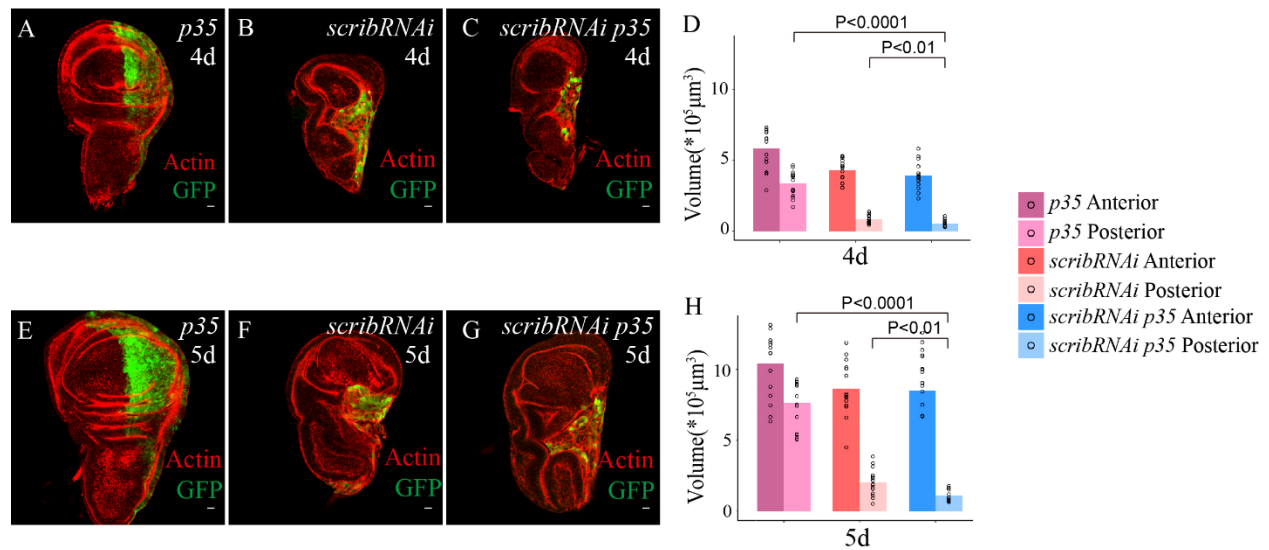 A
p35
4d
Actin
GFP
B
scribRNAi
4d
Actin
GFP
C
scribRNAi p35
4d
Actin
GFP
D
P<0.0001
P<0.01
Volume(*10⁵μm³)
10
5
0
4d
p35 Anterior
p35 Posterior
scribRNAi Anterior
scribRNAi Posterior
scribRNAi p35 Anterior
scribRNAi p35 Posterior
E
p35
5d
Actin
GFP
F
scribRNAi
5d
Actin
GFP
G
scribRNAi p35
5d
Actin
GFP
H
P<0.0001
P<0.01
Volume(*10⁵μm³)
10
5
0
5d